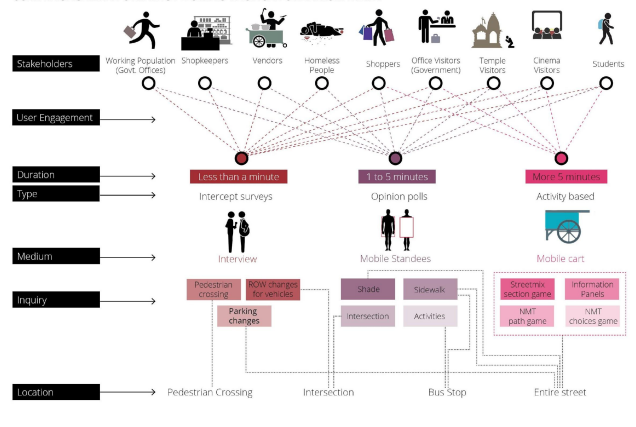 Stakeholders
Working Population
(Govt. Offices)
Shopkeepers
Vendors
Homeless
People
Shoppers
Office Visitors
(Government)
Temple
Visitors
Cinema
Visitors
Students
User Engagement
Duration
Less than a minute
1 to 5 minutes
More 5 minutes
Type
Intercept surveys
Opinion polls
Activity based
Medium
Interview
Mobile Standees
Mobile cart
Inquiry
Pedestrian
crossing
ROW changes
for vehicles
Parking
changes
Shade
Sidewalk
Intersection
Activities
Streetmix
section game
Information
Panels
NMT
path game
NMT
choices game
Location
Pedestrian Crossing
Intersection
Bus Stop
Entire street